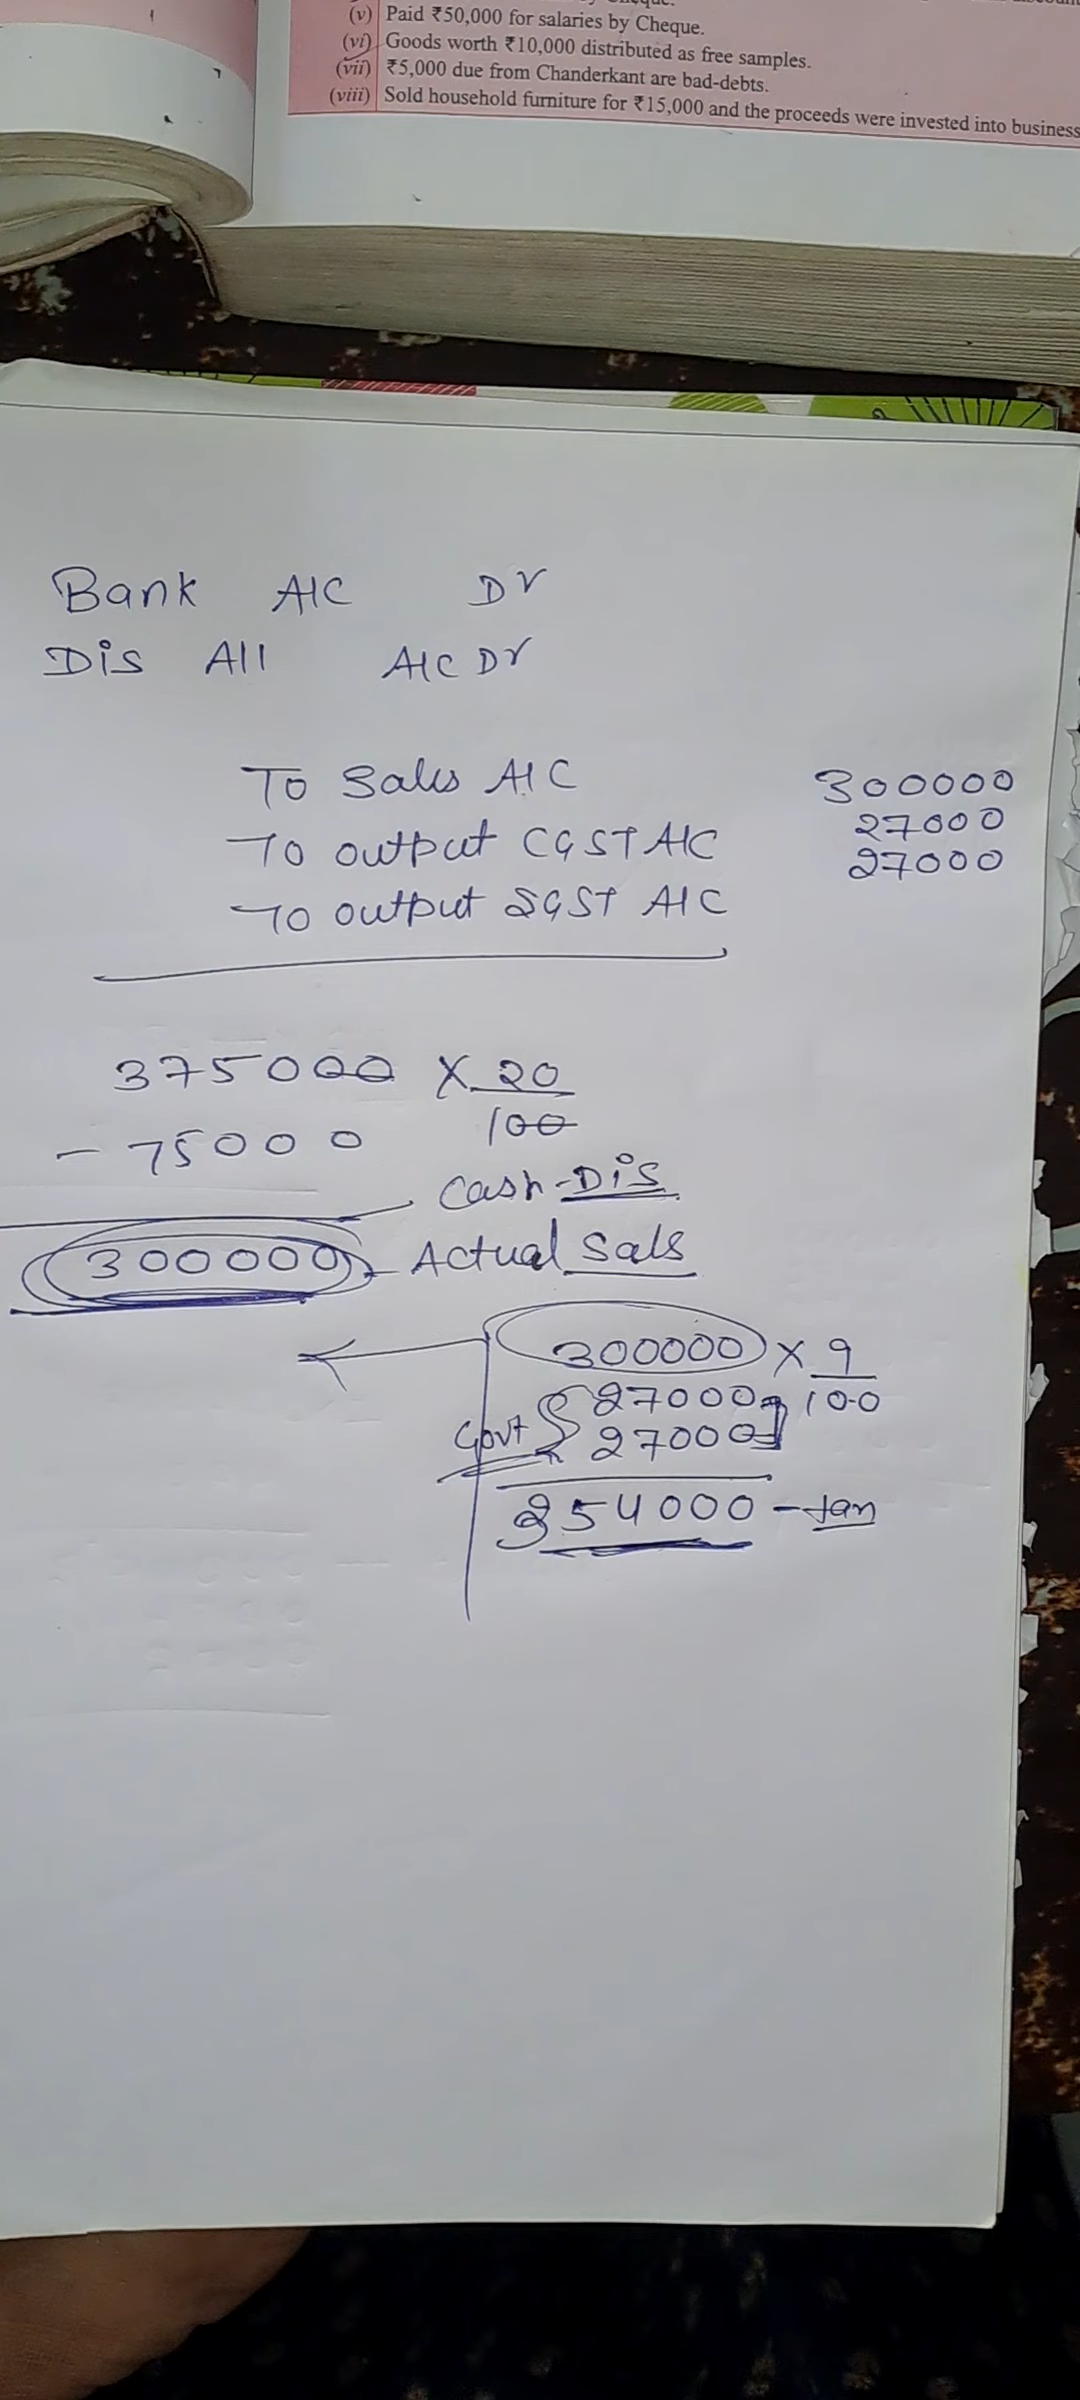 (v) Paid ₹50,000 for salaries by Cheque.
(vi) Goods worth ₹10,000 distributed as free samples.
(vii) ₹5,000 due from Chanderkant are bad-debts.
(viii) Sold household furniture for ₹15,000 and the proceeds were invested into business
Bank A/C Dr
Dis All A/C Dr
To Sales A/C 300000
To output CGST A/C 27000
To output SGST A/C 27000
375000 X 20
100
- 75000
Cash-Dis
300000 - Actual Sals
300000 X 9
27000 100
Govt 27000
354000 -